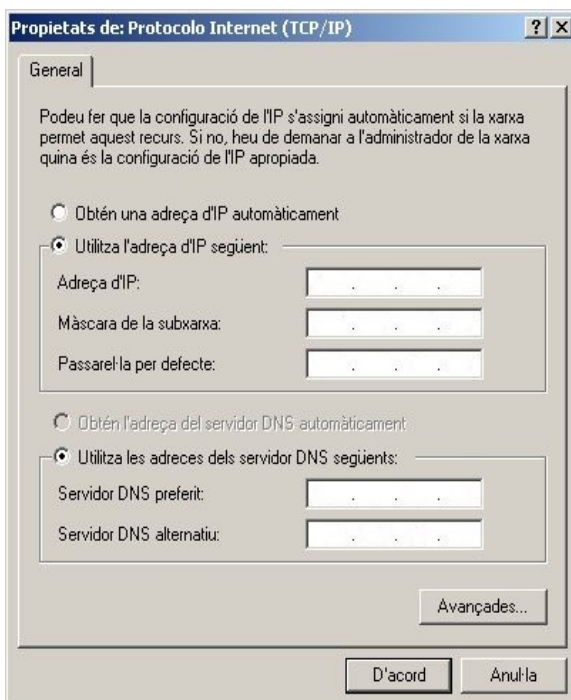 Propietats de: Protocolo Internet (TCP/IP)
General
Podeu fer que la configuració de l'IP s'assigni automàticament si la xarxa
permet aquest recurs. Si no, heu de demanar a l'administrador de la xarxa
quina és la configuració de l'IP apropiada.
Obtén una adreça d'IP automàticament
Utilitza l'adreça d'IP següent:
Adreça d'IP:
Màscara de la subxarxa:
Passarel·la per defecte:
Obtén l'adreça del servidor DNS automàticament
Utilitza les adreces dels servidor DNS següents:
Servidor DNS preferit:
Servidor DNS alternatiu:
Avançades...
D'acord
Anul·la